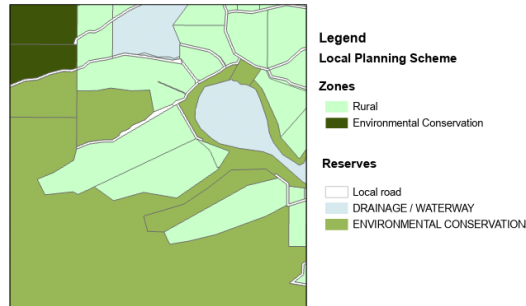 Legend
Local Planning Scheme
Zones
Rural
Environmental Conservation
Reserves
Local road
DRAINAGE / WATERWAY
ENVIRONMENTAL CONSERVATION